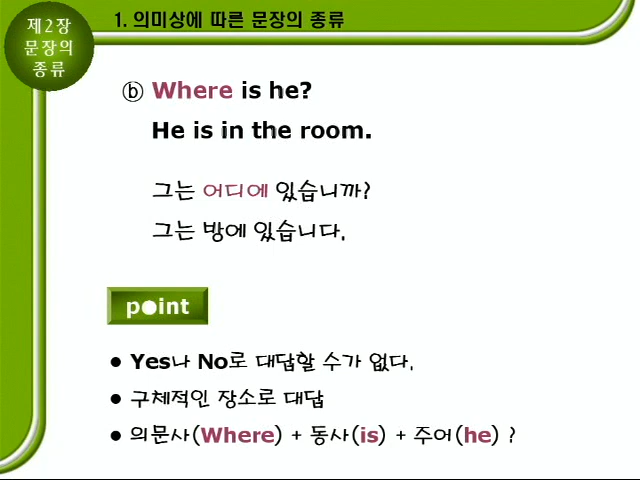 제2장
문장의
종류
1. 의미상에 따른 문장의 종류
ⓑ Where is he?
He is in the room.
그는 어디에 있습니까?
그는 방에 있습니다.
point
● Yes나 No로 대답할 수가 없다.
● 구체적인 장소로 대답
● 의문사(Where) + 동사(is) + 주어(he) ?